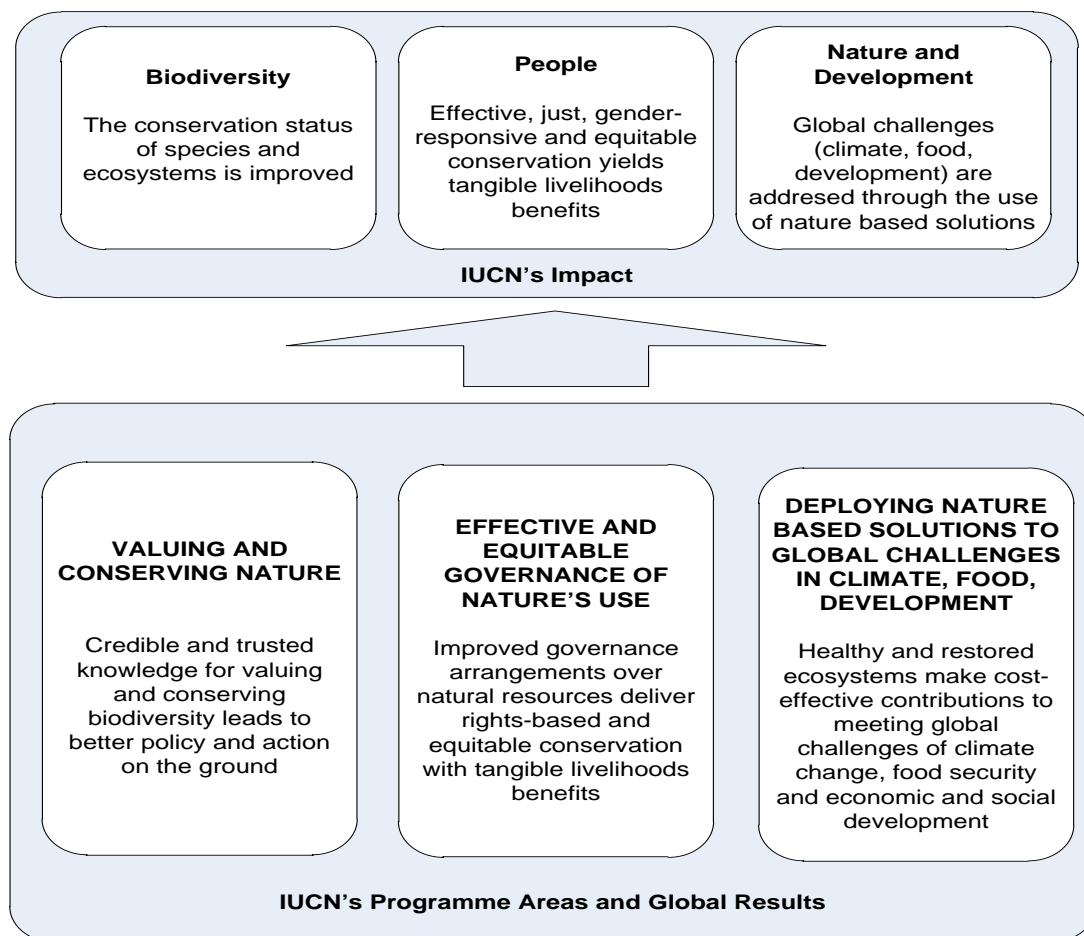 Biodiversity
The conservation status
of species and
ecosystems is improved
People
Effective, just, gender-
responsive and equitable
conservation yields
tangible livelihoods
benefits
Nature and
Development
Global challenges
(climate, food,
development) are
addresed through the use
of nature based solutions
IUCN’s Impact
VALUING AND
CONSERVING NATURE
Credible and trusted
knowledge for valuing
and conserving
biodiversity leads to
better policy and action
on the ground
EFFECTIVE AND
EQUITABLE
GOVERNANCE OF
NATURE’S USE
Improved governance
arrangements over
natural resources deliver
rights-based and
equitable conservation
with tangible livelihoods
benefits
DEPLOYING NATURE
BASED SOLUTIONS TO
GLOBAL CHALLENGES
IN CLIMATE, FOOD,
DEVELOPMENT
Healthy and restored
ecosystems make cost-
effective contributions to
meeting global
challenges of climate
change, food security
and economic and social
development
IUCN’s Programme Areas and Global Results